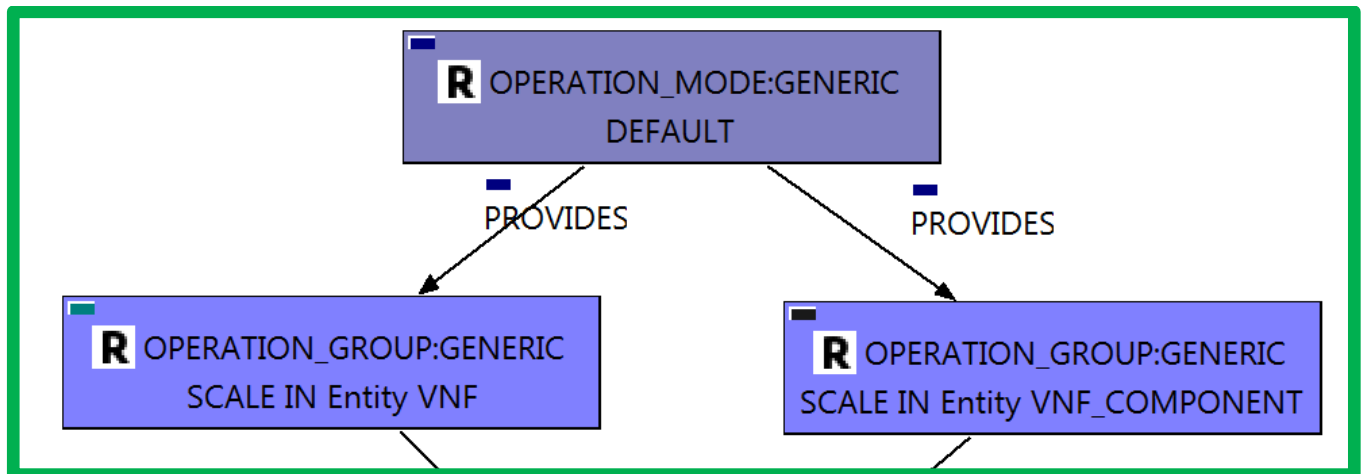 R OPERATION_MODE:GENERIC
DEFAULT
PROVIDES
PROVIDES
R OPERATION_GROUP:GENERIC
SCALE IN Entity VNF
R OPERATION_GROUP:GENERIC
SCALE IN Entity VNF_COMPONENT